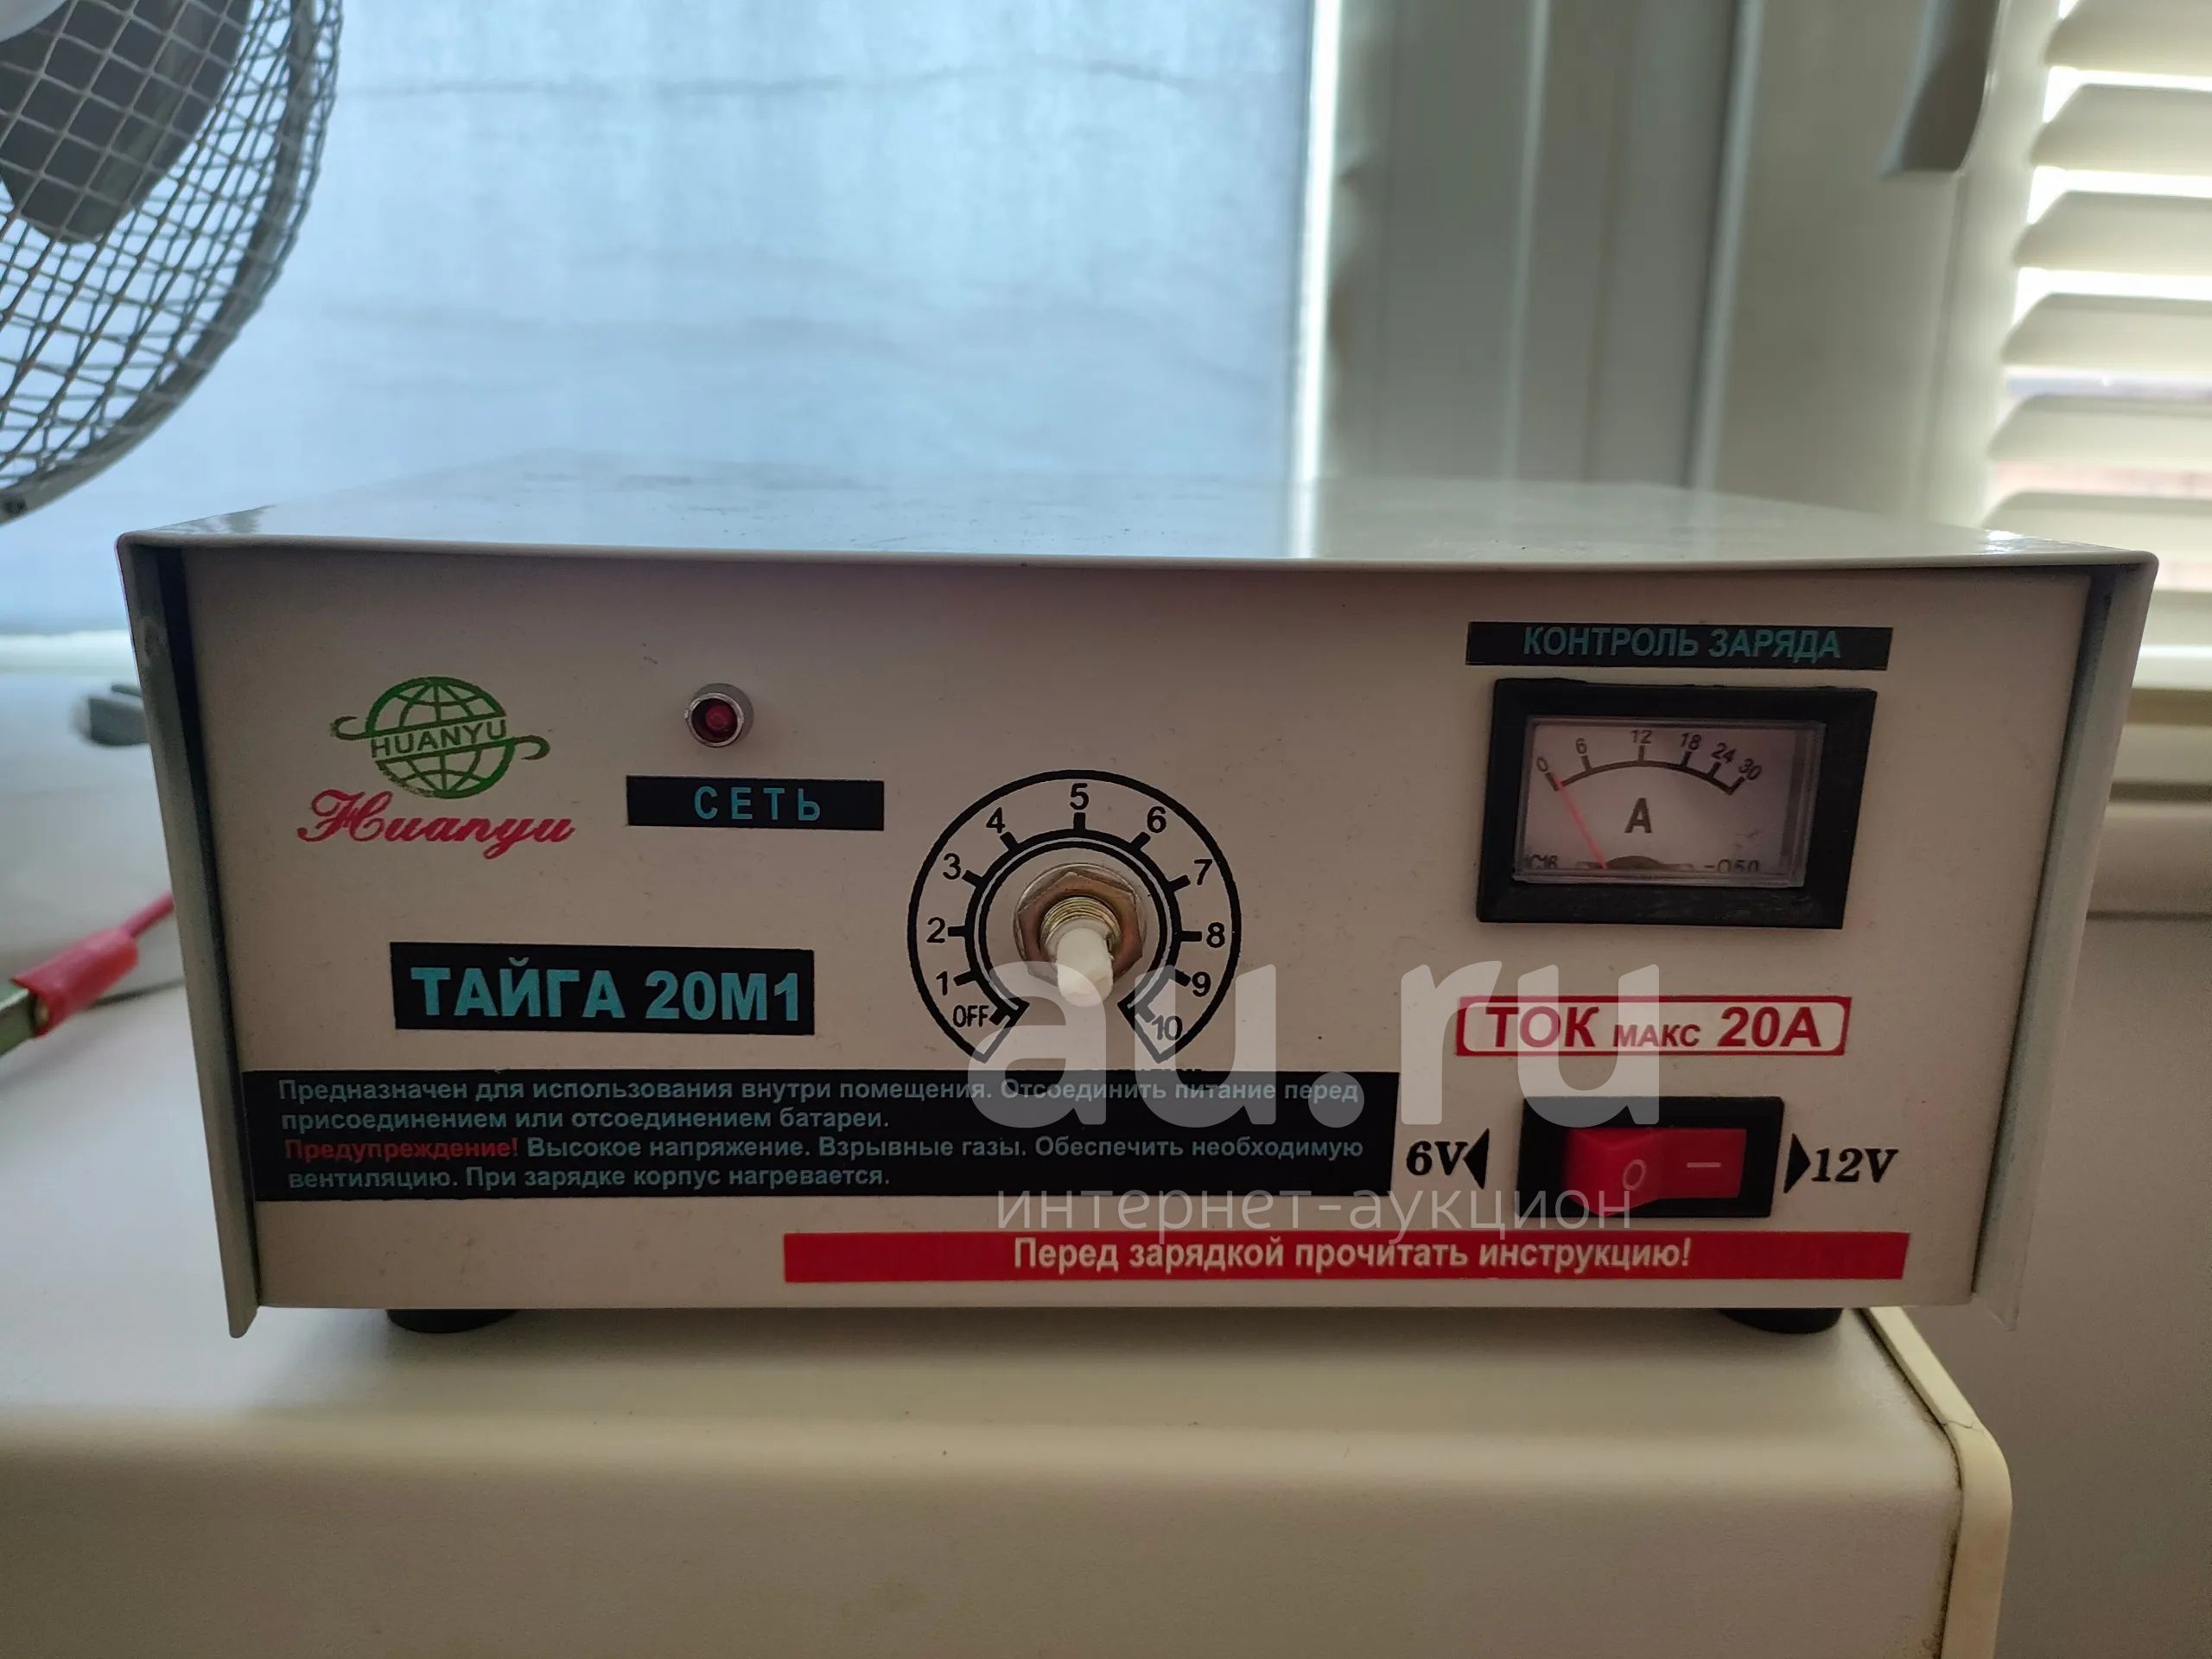 КОНТРОЛЬ ЗАРЯДА
HUANYU
Huanyu
СЕТЬ
0 6 12 18 24 30
A
-050
OFF 1 2 3 4 5 6 7 8 9 10
ТАЙГА 20М1
ТОК МАКС 20А
Предназначен для использования внутри помещения. Отсоединить питание перед
присоединением или отсоединением батареи.
Предупреждение! Высокое напряжение. Взрывные газы. Обеспечить необходимую
вентиляцию. При зарядке корпус нагревается.
6V 12V
Перед зарядкой прочитать инструкцию!
au.ru
интернет-аукцион